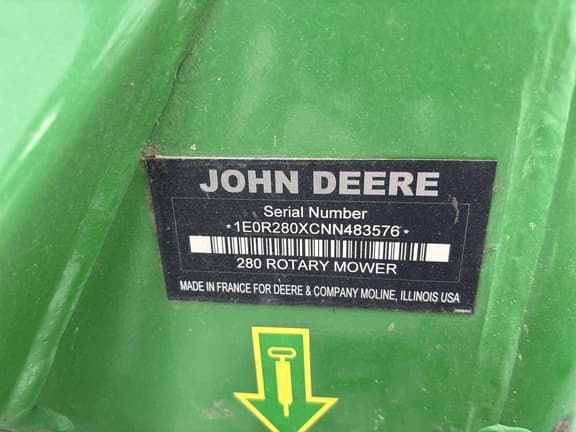 JOHN DEERE
Serial Number
*1E0R280XCNN483576*
280 ROTARY MOWER
MADE IN FRANCE FOR DEERE & COMPANY MOLINE, ILLINOIS USA